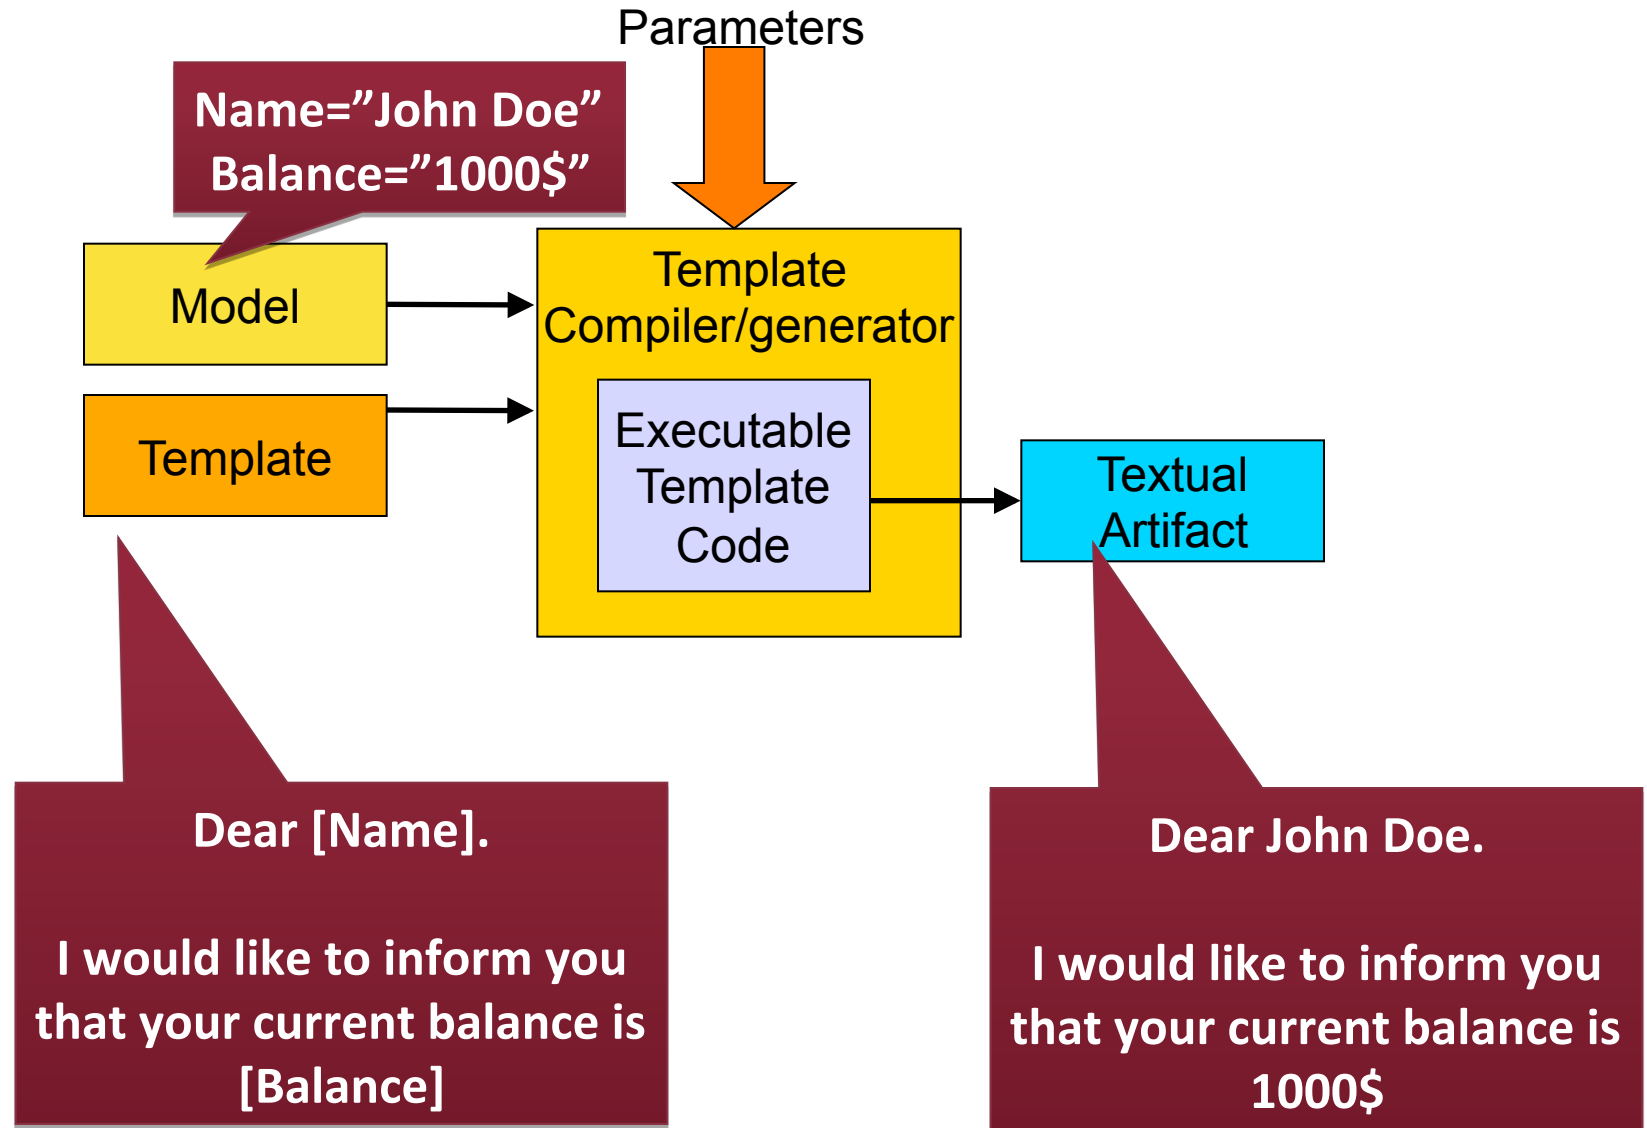 Parameters
Name=”John Doe”
Balance=”1000$”
Model
Template
Template
Compiler/generator
Executable
Template
Code
Textual
Artifact
Dear [Name].
I would like to inform you
that your current balance is
[Balance]
Dear John Doe.
I would like to inform you
that your current balance is
1000$